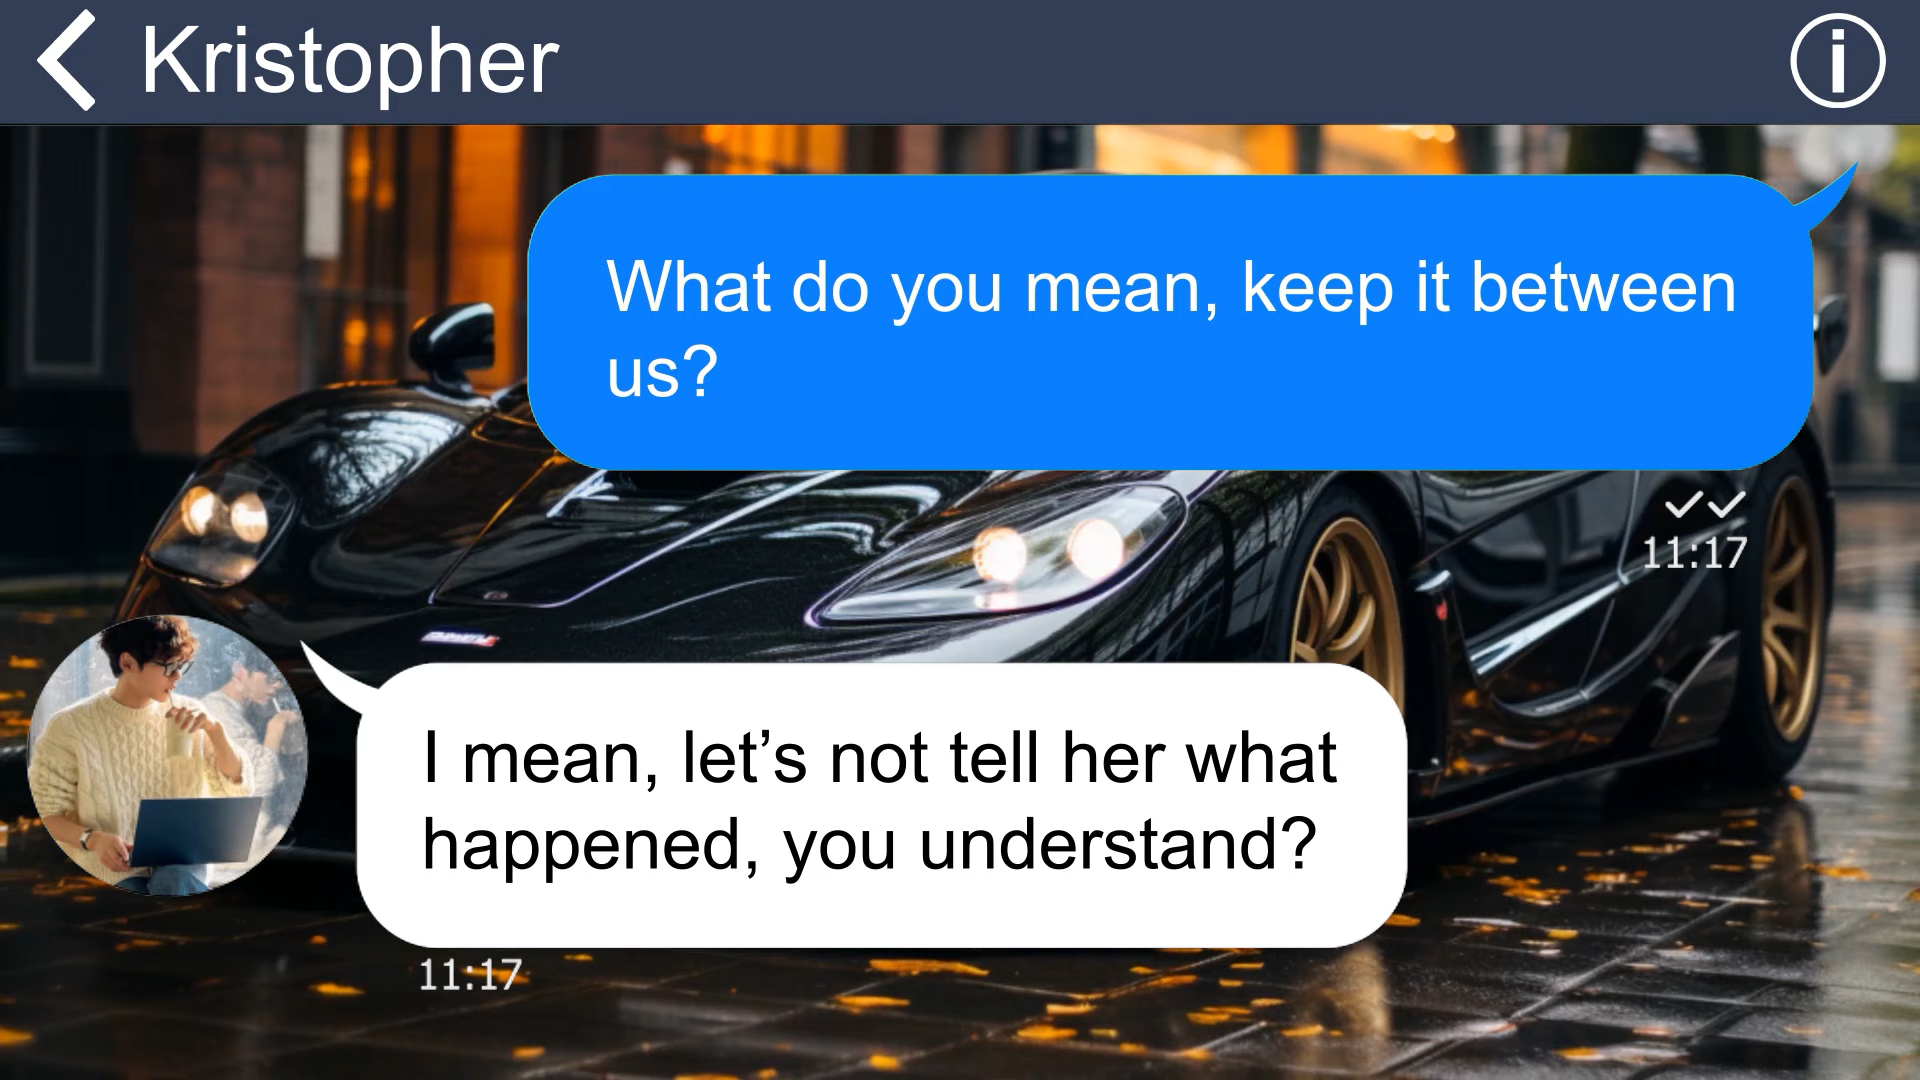 Kristopher
What do you mean, keep it between
us?
11:17
I mean, let’s not tell her what
happened, you understand?
11:17